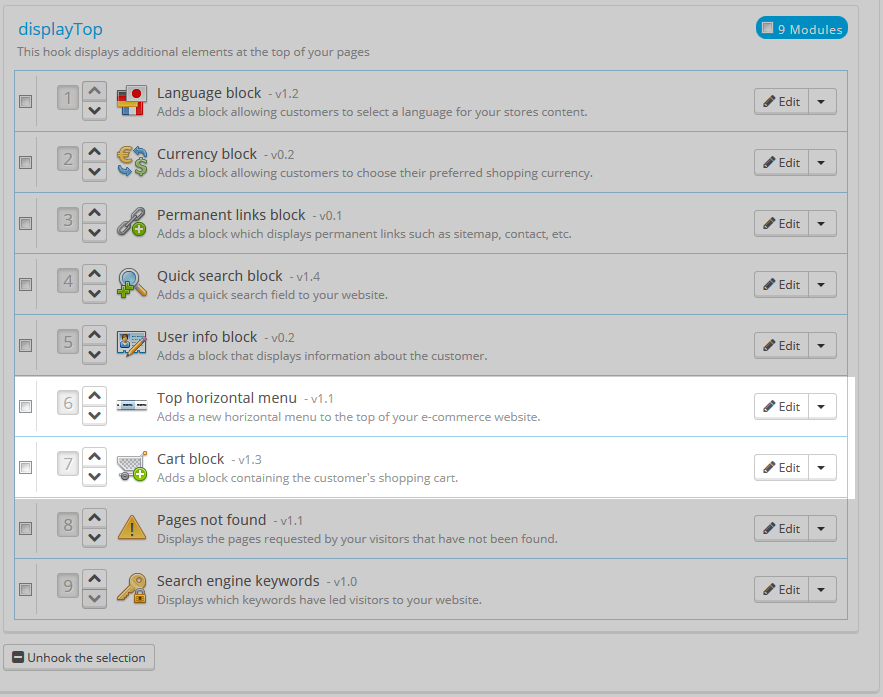 displayTop
9 Modules
This hook displays additional elements at the top of your pages
1
Language block - v1.2
Adds a block allowing customers to select a language for your stores content.
Edit
2
Currency block - v0.2
Adds a block allowing customers to choose their preferred shopping currency.
Edit
3
Permanent links block - v0.1
Adds a block which displays permanent links such as sitemap, contact, etc.
Edit
4
Quick search block - v1.4
Adds a quick search field to your website.
Edit
5
User info block - v0.2
Adds a block that displays information about the customer.
Edit
6
Top horizontal menu - v1.1
Adds a new horizontal menu to the top of your e-commerce website.
Edit
7
Cart block - v1.3
Adds a block containing the customer's shopping cart.
Edit
8
Pages not found - v1.1
Displays the pages requested by your visitors that have not been found.
Edit
9
Search engine keywords - v1.0
Displays which keywords have led visitors to your website.
Edit
Unhook the selection